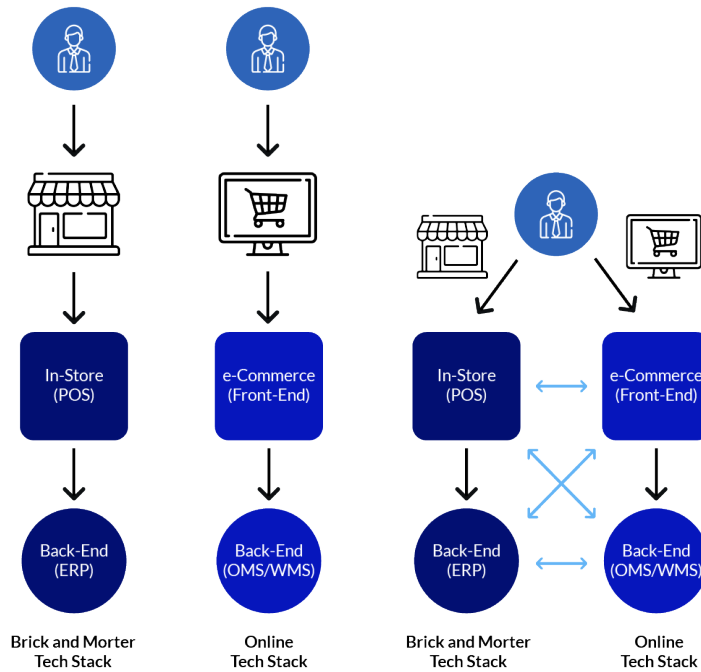 In-Store
(POS)
e-Commerce
(Front-End)
In-Store
(POS)
e-Commerce
(Front-End)
Back-End
(ERP)
Back-End
(OMS/WMS)
Back-End
(ERP)
Back-End
(OMS/WMS)
Brick and Morter
Tech Stack
Online
Tech Stack
Brick and Morter
Tech Stack
Online
Tech Stack